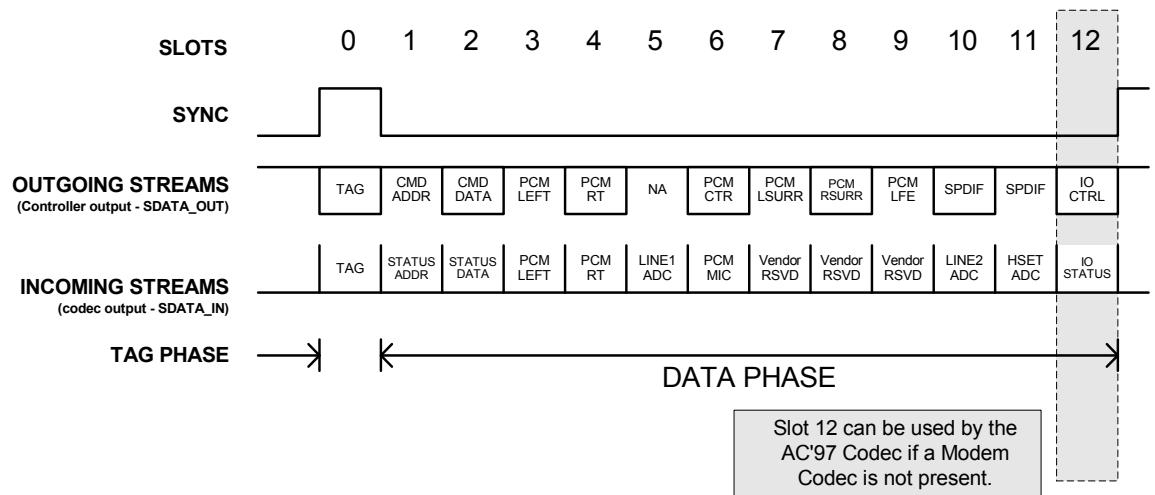 SLOTS 0 1 2 3 4 5 6 7 8 9 10 11 12
SYNC
OUTGOING STREAMS
(Controller output - SDATA_OUT)
TAG
CMD
ADDR
CMD
DATA
PCM
LEFT
PCM
RT
NA
PCM
CTR
PCM
LSURR
PCM
RSURR
PCM
LFE
SPDIF
SPDIF
IO
CTRL
INCOMING STREAMS
(codec output - SDATA_IN)
TAG
STATUS
ADDR
STATUS
DATA
PCM
LEFT
PCM
RT
LINE1
ADC
PCM
MIC
Vendor
RSVD
Vendor
RSVD
Vendor
RSVD
LINE2
ADC
HSET
ADC
IO
STATUS
TAG PHASE
DATA PHASE
Slot 12 can be used by the
AC'97 Codec if a Modem
Codec is not present.